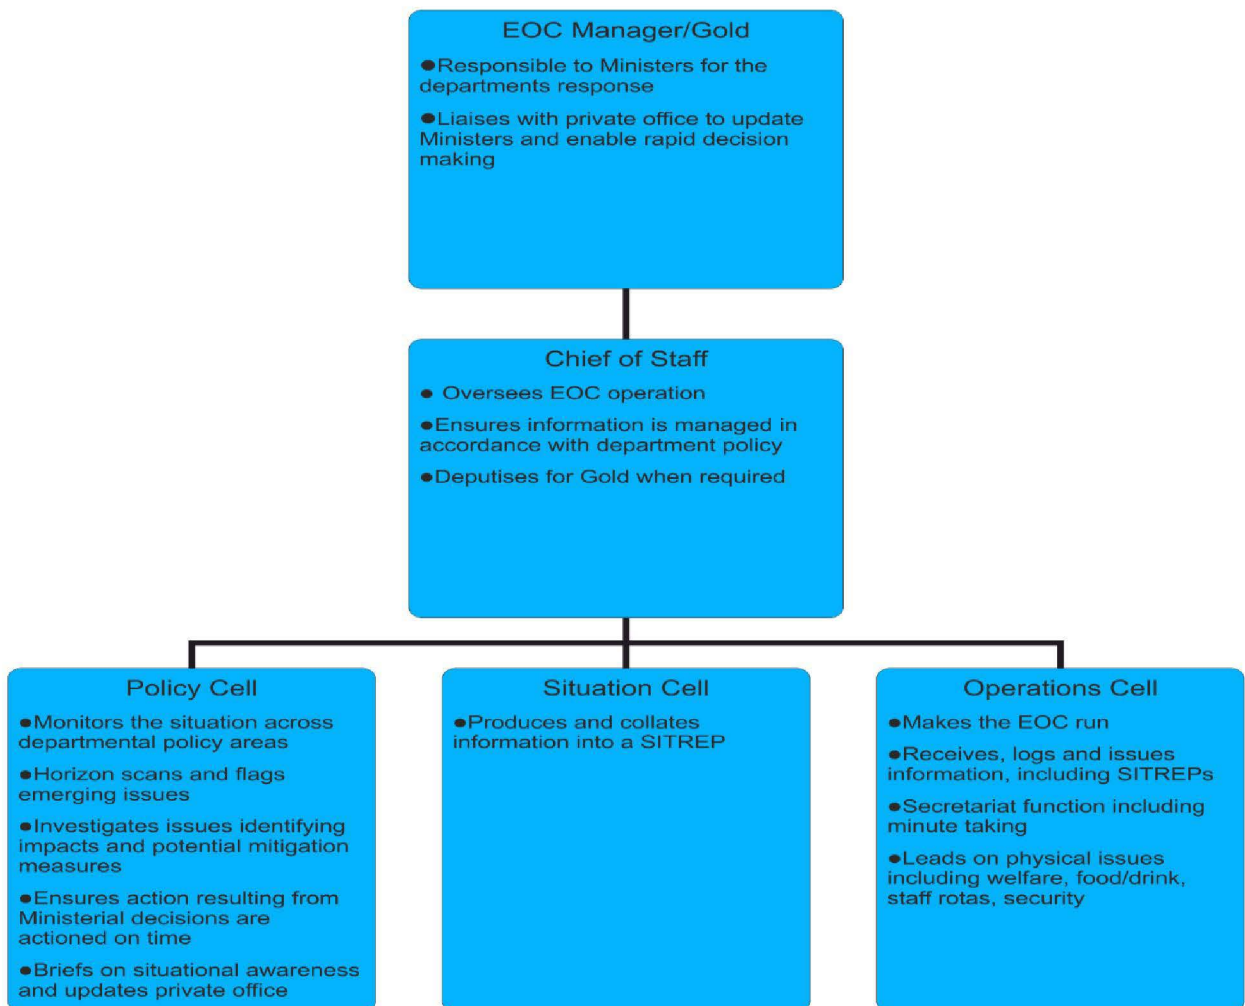 EOC Manager/Gold
●Responsible to Ministers for the
departments response
●Liaises with private office to update
Ministers and enable rapid decision
making
Chief of Staff
● Oversees EOC operation
●Ensures information is managed in
accordance with department policy
●Deputises for Gold when required
Policy Cell
●Monitors the situation across
departmental policy areas
●Horizon scans and flags
emerging issues
●Investigates issues identifying
impacts and potential mitigation
measures
●Ensures action resulting from
Ministerial decisions are
actioned on time
●Briefs on situational awareness
and updates private office
Situation Cell
●Produces and collates
information into a SITREP
Operations Cell
●Makes the EOC run
●Receives, logs and issues
information, including SITREPs
●Secretariat function including
minute taking
●Leads on physical issues
including welfare, food/drink,
staff rotas, security